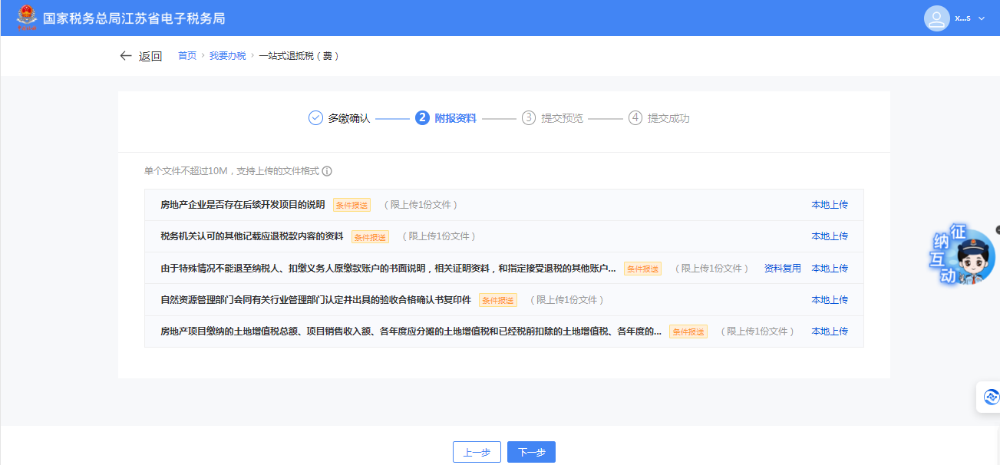 国家税务总局江苏省电子税务局
x...s
返回 首页 > 我要办税 > 一站式退抵税（费）
多缴确认 2 附报资料 3 提交预览 4 提交成功
单个文件不超过10M，支持上传的文件格式
房地产企业是否存在后续开发项目的说明 条件报送 （限上传1份文件） 本地上传
税务机关认可的其他记载应退税款内容的资料 条件报送 （限上传1份文件） 本地上传
由于特殊情况不能退至纳税人、扣缴义务人原缴款账户的书面说明，相关证明资料，和指定接受退税的其他账户... 条件报送 （限上传1份文件） 资料复用 本地上传
自然资源管理部门会同有关行业管理部门认定并出具的验收合格确认书复印件 条件报送 （限上传1份文件） 本地上传
房地产项目缴纳的土地增值税总额、项目销售收入额、各年度应分摊的土地增值税和已经税前扣除的土地增值税、各年度的... 条件报送 （限上传1份文件） 本地上传
征纳互动
上一步 下一步